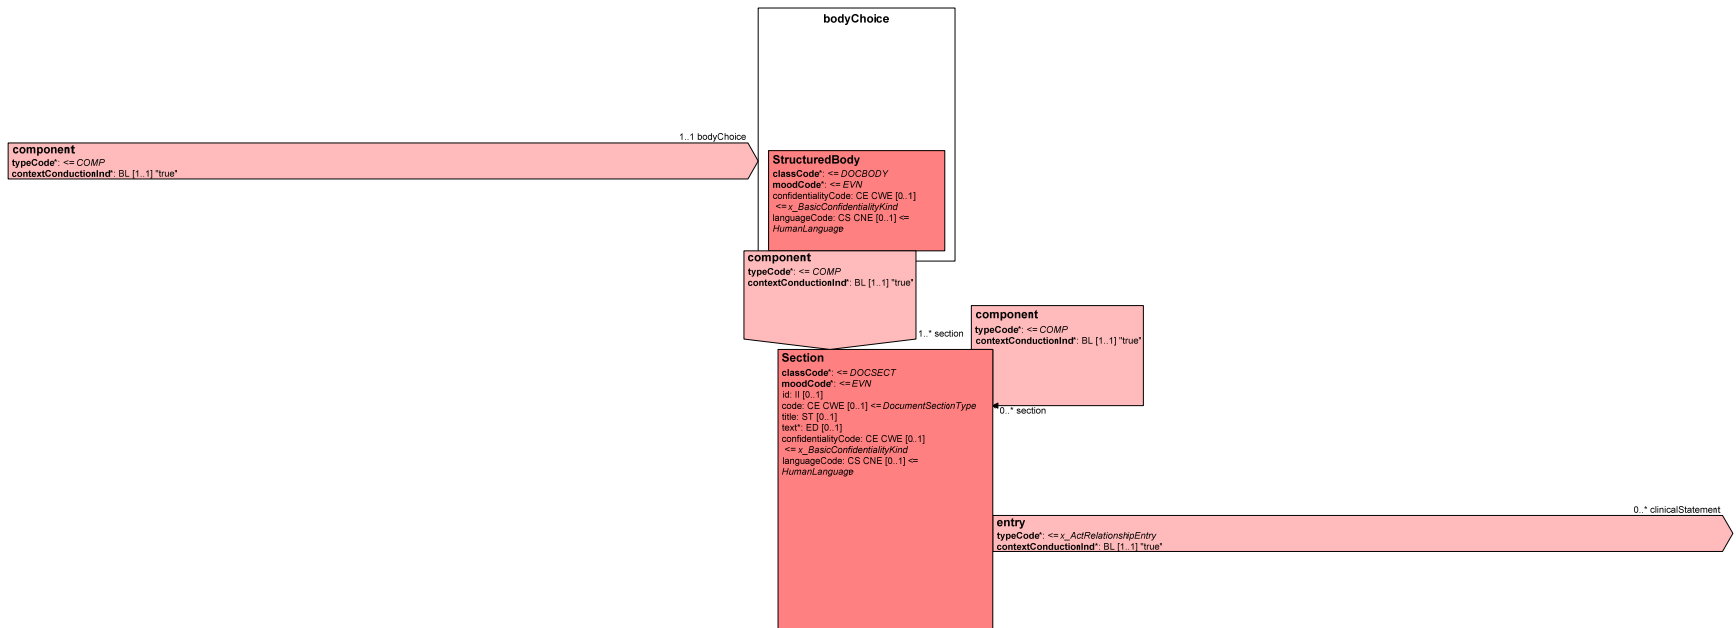 bodyChoice
1..1 bodyChoice
component
typeCode*: <= COMP
contextConductionInd*: BL [1..1] "true"
StructuredBody
classCode*: <= DOCBODY
moodCode*: <= EVN
confidentialityCode: CE CWE [0..1]
<= x_BasicConfidentialityKind
languageCode: CS CNE [0..1] <=
HumanLanguage
component
typeCode*: <= COMP
contextConductionInd*: BL [1..1] "true"
1..* section
component
typeCode*: <= COMP
contextConductionInd*: BL [1..1] "true"
0..* section
Section
classCode*: <= DOCSECT
moodCode*: <= EVN
id: II [0..1]
code: CE CWE [0..1] <= DocumentSectionType
title: ST [0..1]
text*: ED [0..1]
confidentialityCode: CE CWE [0..1]
<= x_BasicConfidentialityKind
languageCode: CS CNE [0..1] <=
HumanLanguage
0..* clinicalStatement
entry
typeCode*: <= x_ActRelationshipEntry
contextConductionInd*: BL [1..1] "true"